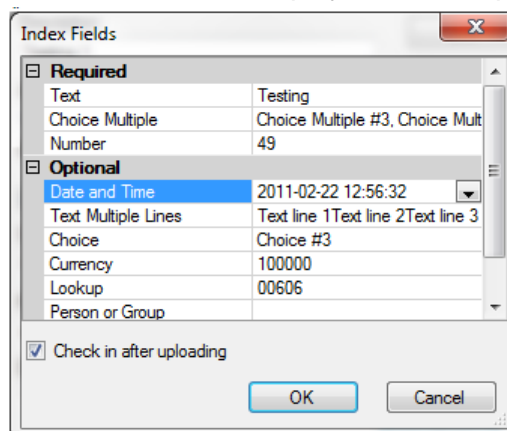 Index Fields
Required
Text Testing
Choice Multiple Choice Multiple #3, Choice Mult
Number 49
Optional
Date and Time 2011-02-22 12:56:32
Text Multiple Lines Text line 1Text line 2Text line 3
Choice Choice #3
Currency 100000
Lookup 00606
Person or Group
Check in after uploading
OK Cancel